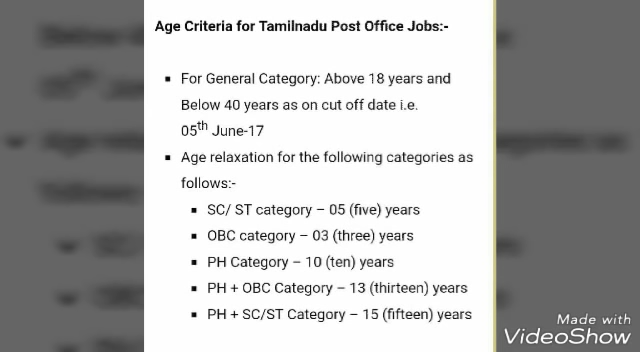 Age Criteria for Tamilnadu Post Office Jobs:-
▪ For General Category: Above 18 years and
Below 40 years as on cut off date i.e.
05th June-17
▪ Age relaxation for the following categories as
follows:-
▪ SC/ ST category – 05 (five) years
▪ OBC category – 03 (three) years
▪ PH Category – 10 (ten) years
▪ PH + OBC Category – 13 (thirteen) years
▪ PH + SC/ST Category – 15 (fifteen) years
Made with
VideoShow